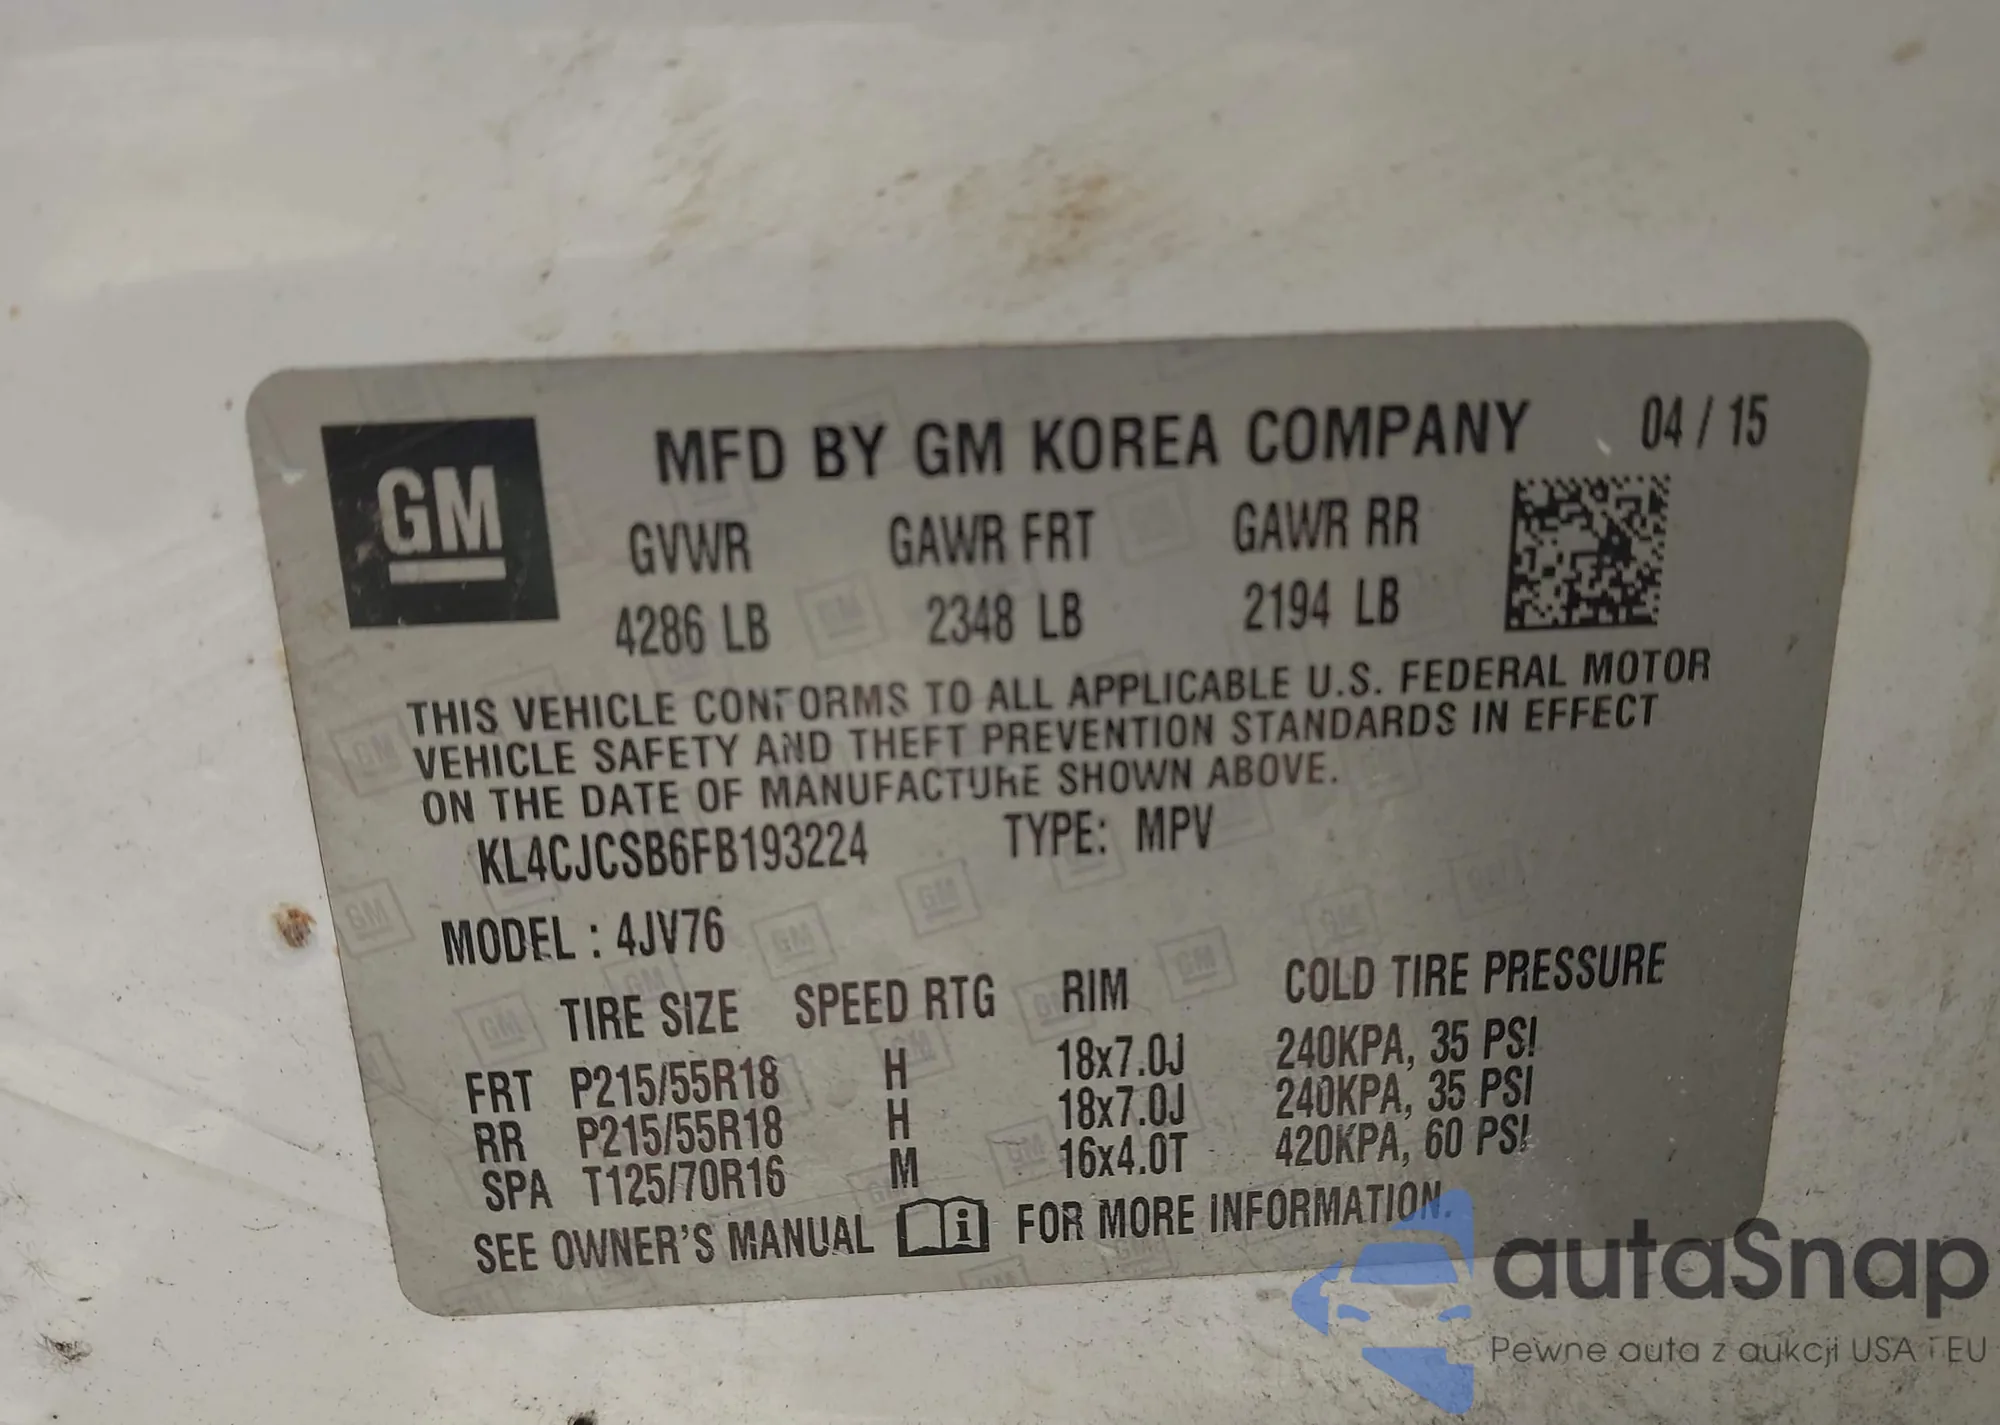 GM
MFD BY GM KOREA COMPANY 04 / 15
GVWR GAWR FRT GAWR RR
4286 LB 2348 LB 2194 LB
THIS VEHICLE CONFORMS TO ALL APPLICABLE U.S. FEDERAL MOTOR
VEHICLE SAFETY AND THEFT PREVENTION STANDARDS IN EFFECT
ON THE DATE OF MANUFACTURE SHOWN ABOVE.
KL4CJCSB6FB193224 TYPE: MPV
MODEL : 4JV76
TIRE SIZE SPEED RTG RIM COLD TIRE PRESSURE
FRT P215/55R18 H 18x7.0J 240KPA, 35 PSI
RR P215/55R18 H 18x7.0J 240KPA, 35 PSI
SPA T125/70R16 M 16x4.0T 420KPA, 60 PSI
SEE OWNER'S MANUAL i FOR MORE INFORMATION.
autaSnap
Pewne auta z aukcji USA i EU